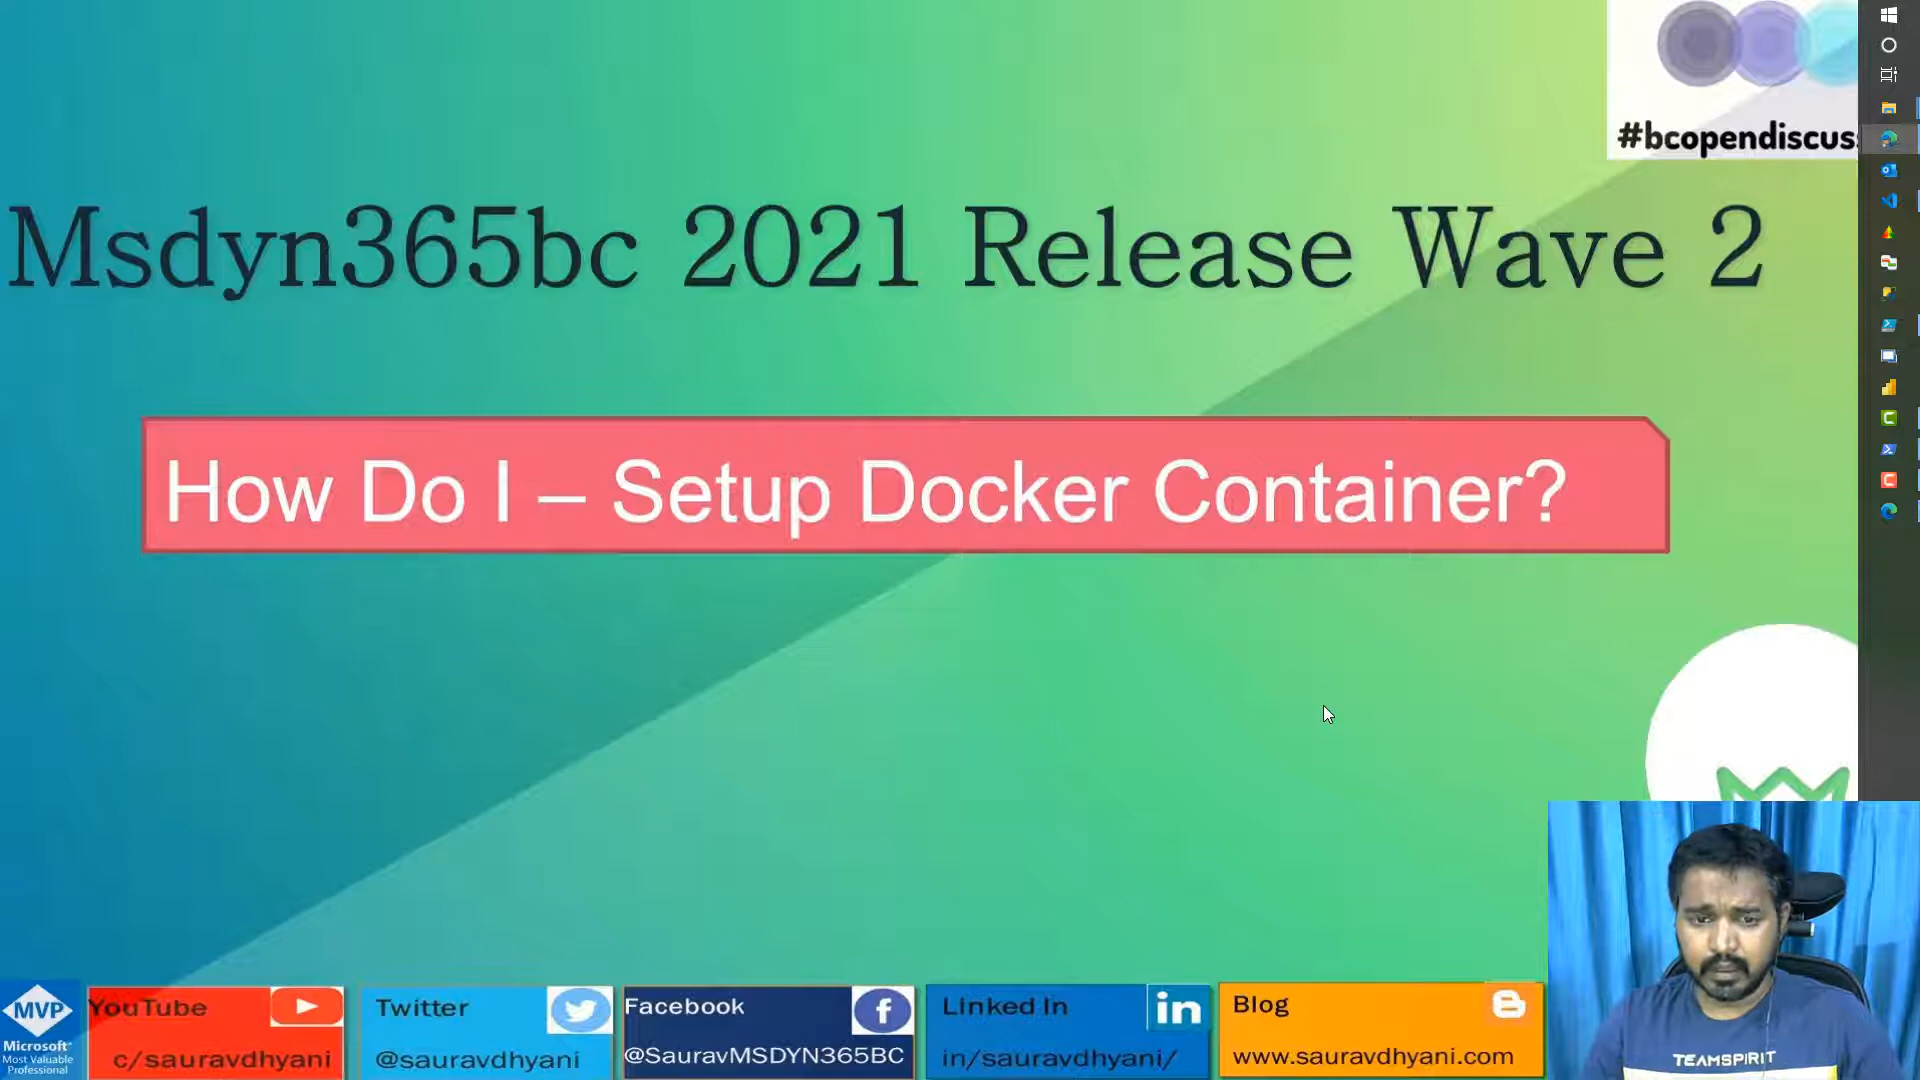 #bcopendiscus
Msdyn365bc 2021 Release Wave 2
How Do I – Setup Docker Container?
MVP
Microsoft®
Most Valuable
Professional
YouTube
c/sauravdhyani
Twitter
@sauravdhyani
Facebook
@SauravMSDYN365BC
Linked In
in/sauravdhyani/
Blog
www.sauravdhyani.com
TEAMSPIRIT